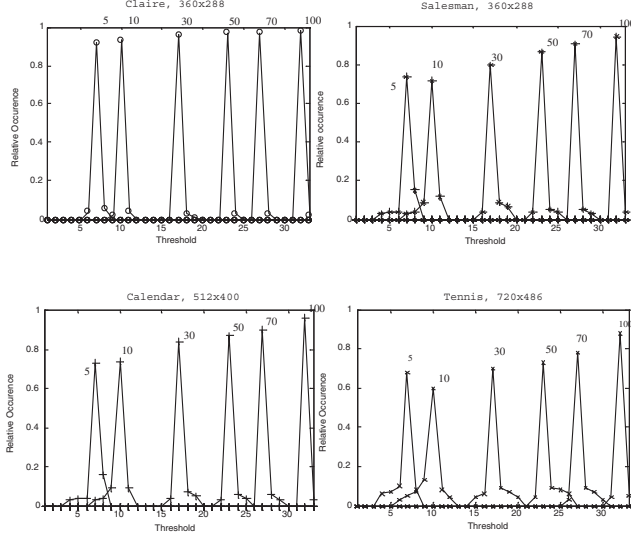 Claire, 360x288
5 10 30 50 70 100
1
0.8
0.6
0.4
0.2
0
Relative Occurence
5 10 15 20 25 30
Threshold
Salesman, 360x288
5 10 30 50 70 100
1
0.8
0.6
0.4
0.2
0
Relative occurence
5 10 15 20 25 30
Threshold
Calendar, 512x400
5 10 30 50 70 100
1
0.8
0.6
0.4
0.2
0
Relative Occurence
5 10 15 20 25 30
Threshold
Tennis, 720x486
5 10 30 50 70 100
1
0.8
0.6
0.4
0.2
0
Relative Occurence
5 10 15 20 25 30
Threshold